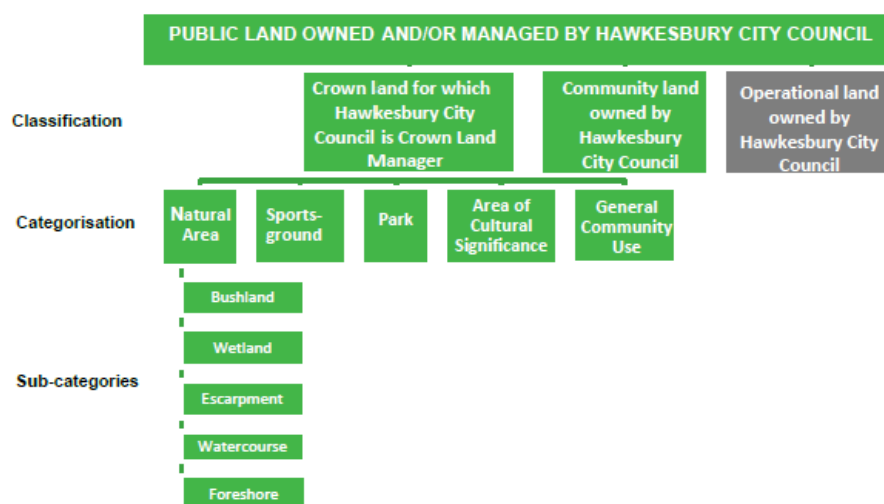 PUBLIC LAND OWNED AND/OR MANAGED BY HAWKESBURY CITY COUNCIL
Classification
Crown land for which
Hawkesbury City
Council is Crown Land
Manager
Community land
owned by
Hawkesbury
City Council
Operational land
owned by
Hawkesbury City
Council
Categorisation
Natural
Area
Sports-
ground
Park
Area of
Cultural
Significance
General
Community
Use
Sub-categories
Bushland
Wetland
Escarpment
Watercourse
Foreshore